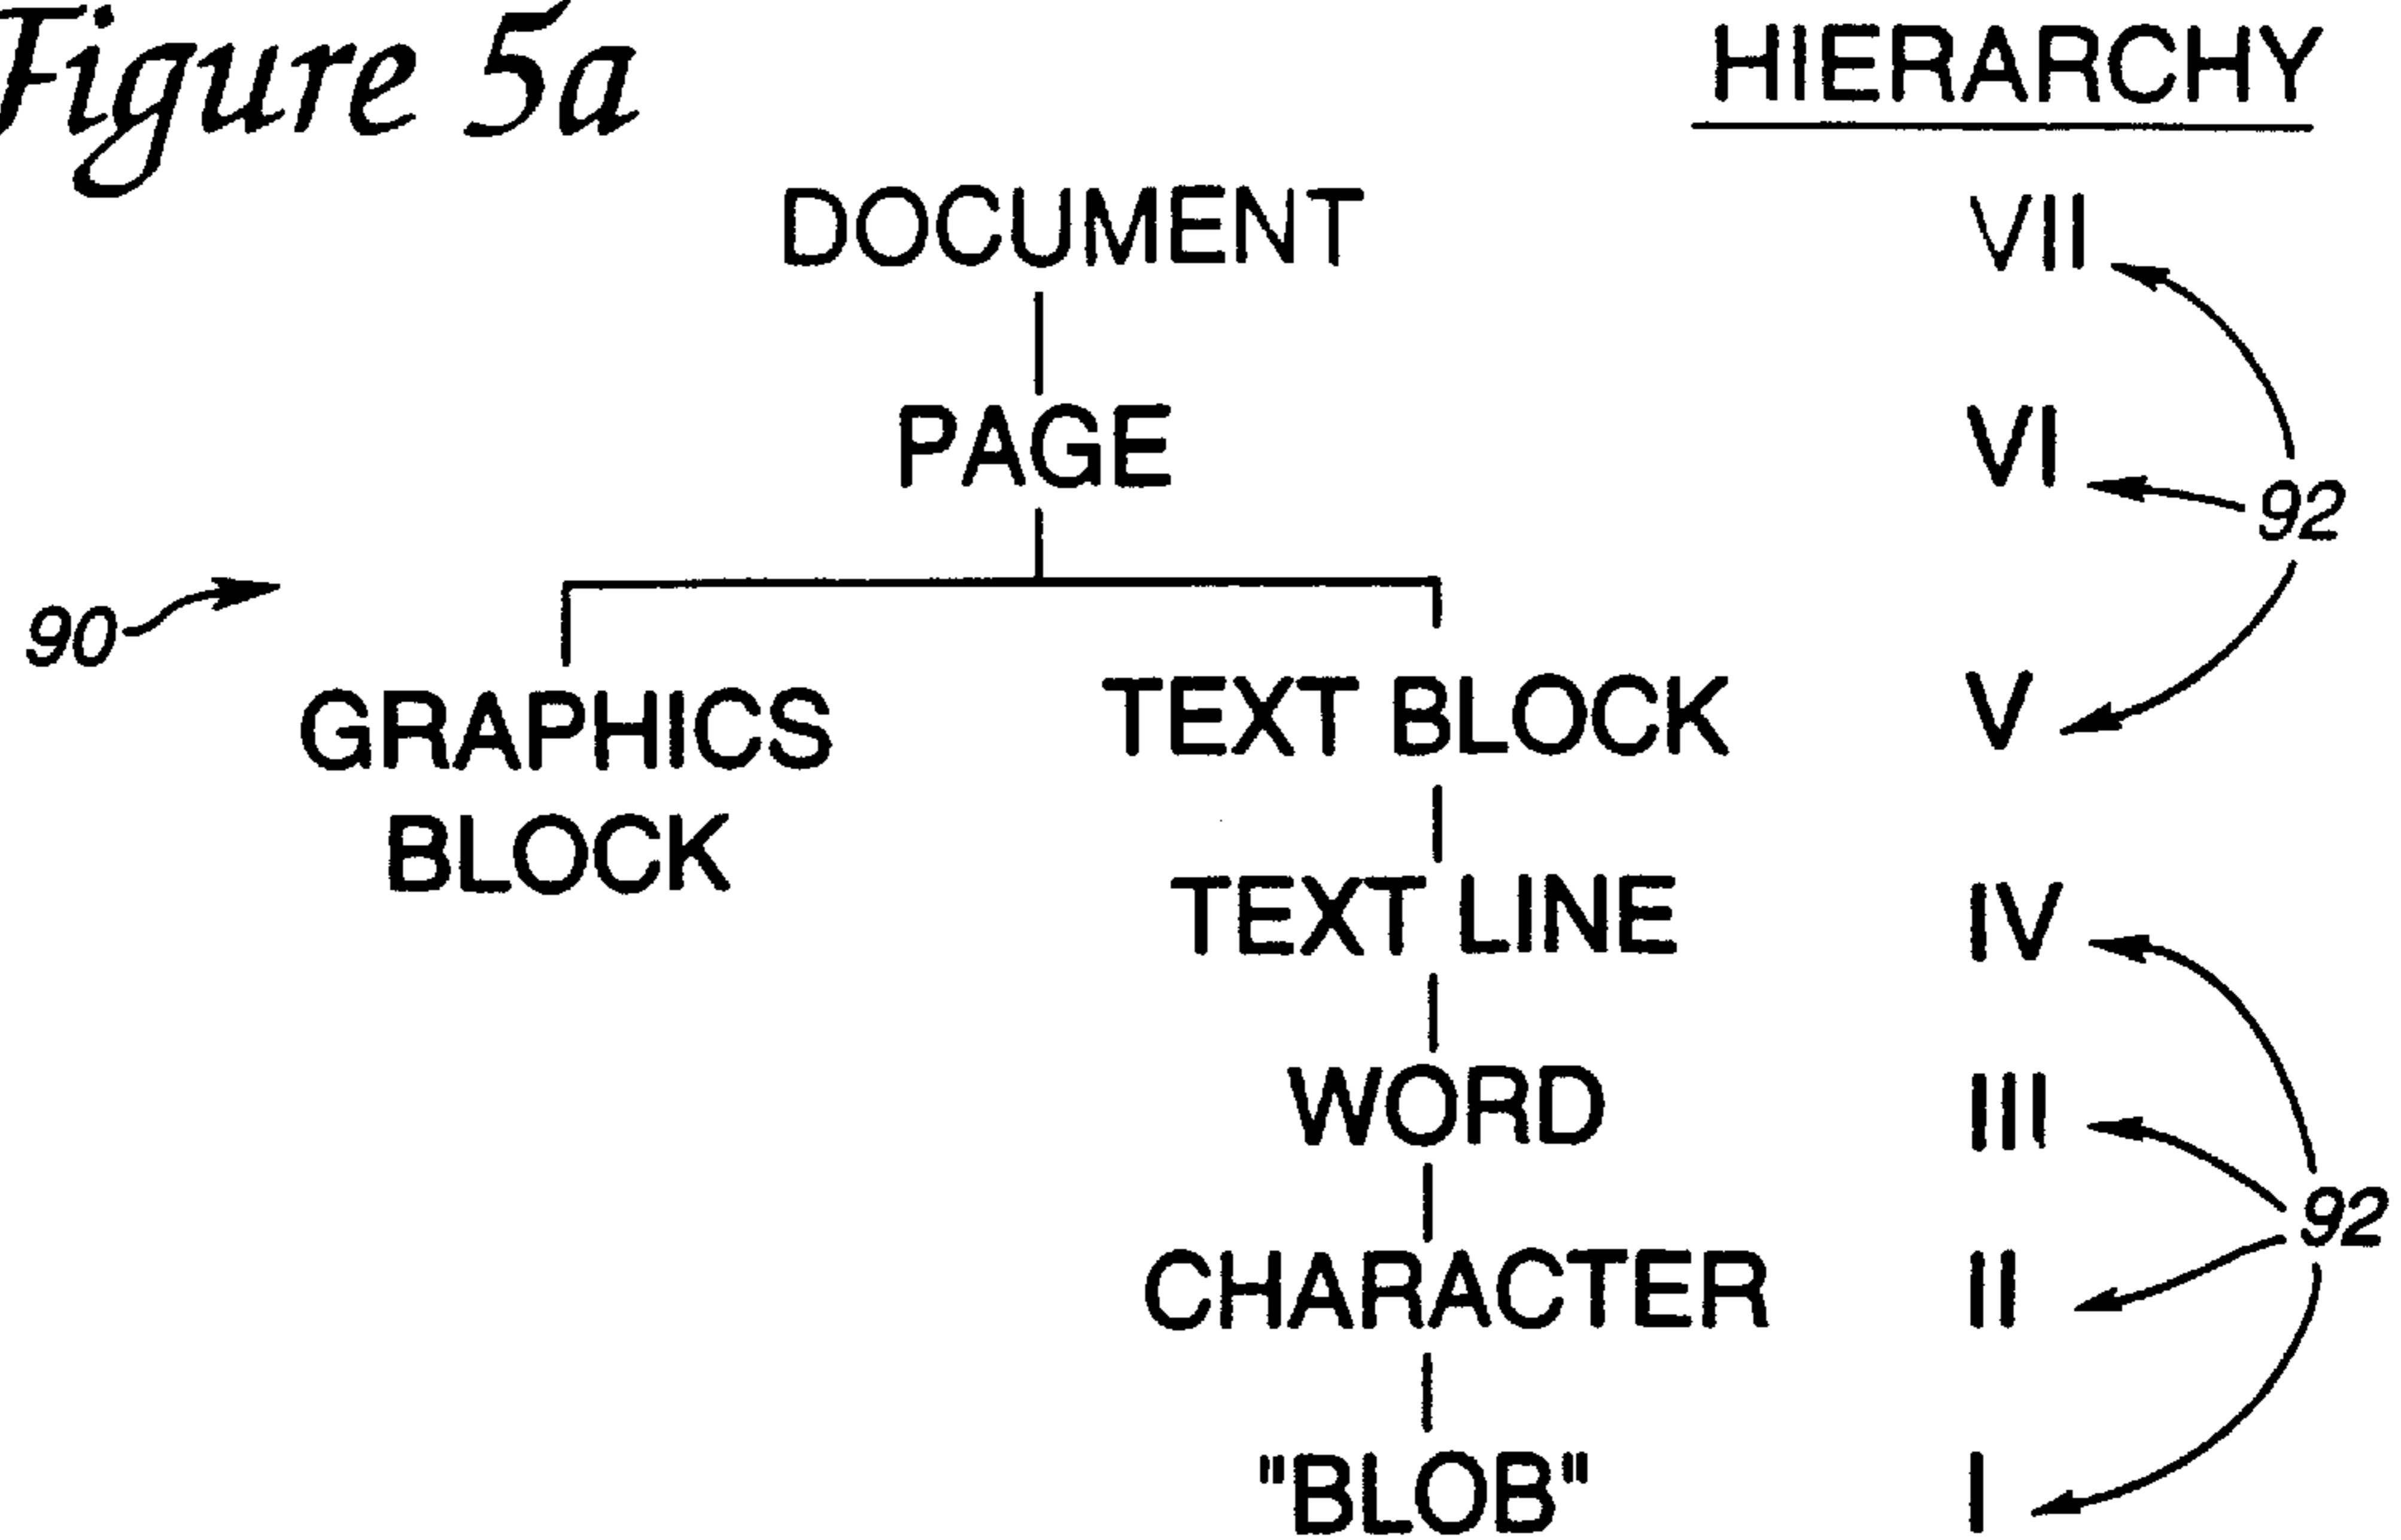 Figure 5a
HIERARCHY
DOCUMENT VII
PAGE VI
92
90
GRAPHICS BLOCK
TEXT BLOCK V
TEXT LINE IV
WORD III
92
CHARACTER II
"BLOB" I